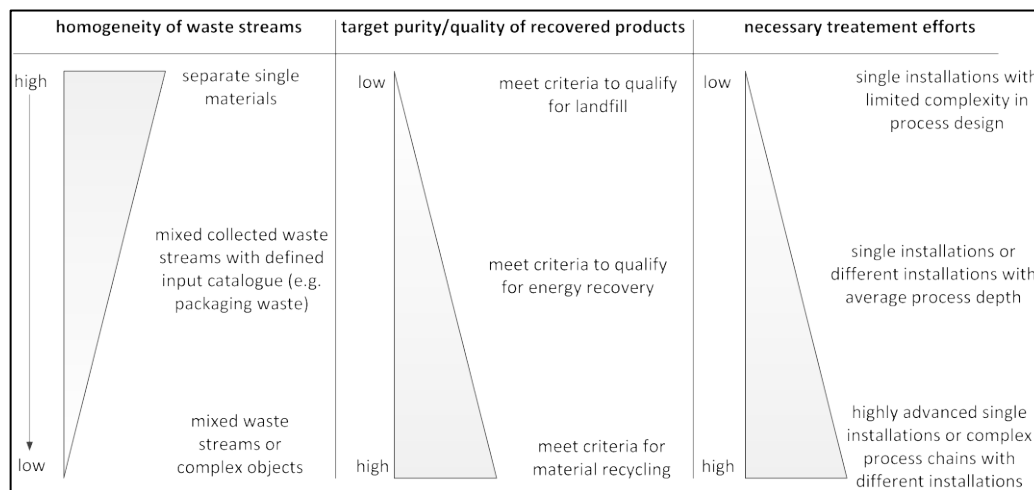 homogeneity of waste streams
target purity/quality of recovered products
necessary treatement efforts
high
separate single
materials
mixed collected waste
streams with defined
input catalogue (e.g.
packaging waste)
mixed waste
streams or
complex objects
low
low
meet criteria to qualify
for landfill
meet criteria to qualify
for energy recovery
meet criteria for
material recycling
high
low
single installations with
limited complexity in
process design
single installations or
different installations with
average process depth
highly advanced single
installations or complex
process chains with
different installations
high